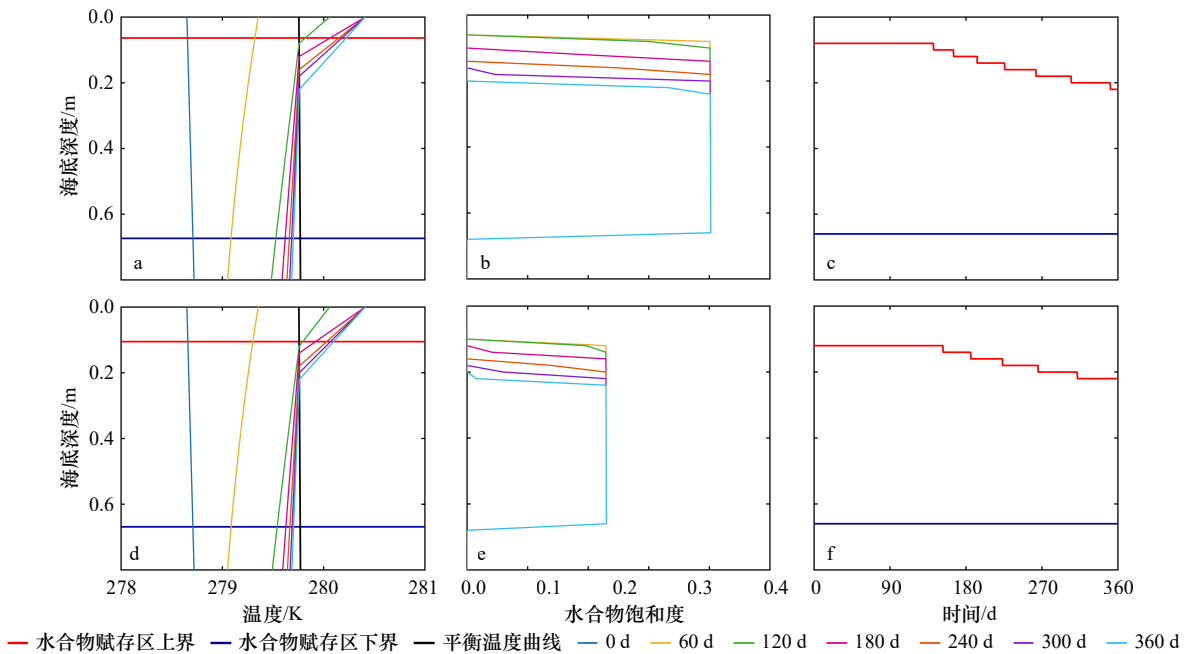 0.0
0.2
0.4
0.6
海底深度/m
a
b
c
0.0
0.2
0.4
0.6
海底深度/m
d
e
f
278 279 280 281
0.0 0.1 0.2 0.3 0.4
0 90 180 270 360
温度/K
水合物饱和度
时间/d
水合物赋存区上界 水合物赋存区下界 平衡温度曲线 0 d 60 d 120 d 180 d 240 d 300 d 360 d